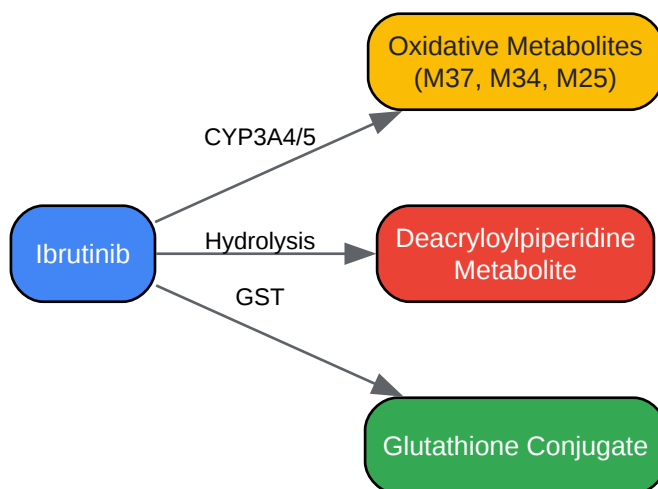 Oxidative Metabolites
(M37, M34, M25)
CYP3A4/5
Ibrutinib
Hydrolysis
Deacryloylpiperidine
Metabolite
GST
Glutathione Conjugate